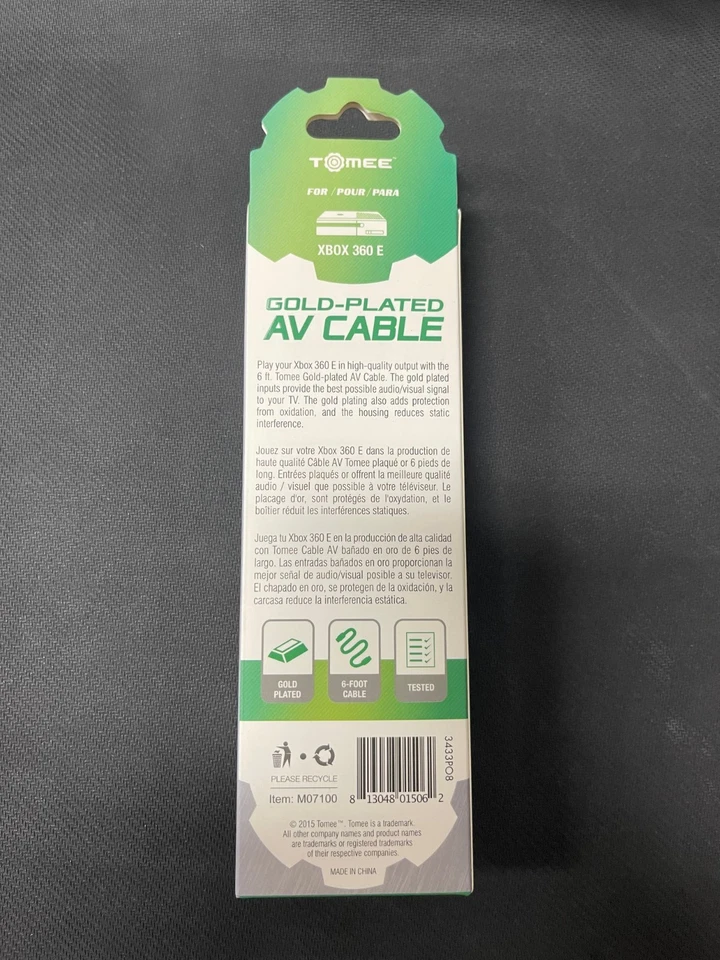 TOMEE™
FOR / POUR / PARA
XBOX 360 E
GOLD-PLATED
AV CABLE
Play your Xbox 360 E in high-quality output with the
6 ft. Tomee Gold-plated AV Cable. The gold plated
inputs provide the best possible audio/visual signal
to your TV. The gold plating also adds protection
from oxidation, and the housing reduces static
interference.
Jouez sur votre Xbox 360 E dans la production de
haute qualité Câble AV Tomee plaqué or 6 pieds de
long. Entrées plaqués or offrent la meilleure qualité
audio / visuel que possible à votre téléviseur. Le
placage d'or, sont protégés de l'oxydation, et le
boîtier réduit les interférences statiques.
Juega tu Xbox 360 E en la producción de alta calidad
con Tomee Cable AV bañado en oro de 6 pies de
largo. Las entradas bañados en oro proporcionan la
mejor señal de audio/visual posible a su televisor.
El chapado en oro, se protegen de la oxidación, y la
carcasa reduce la interferencia estática.
GOLD
PLATED
6-FOOT
CABLE
TESTED
PLEASE RECYCLE
Item: M07100
8 13048 01506 2
3433PO8
© 2015 Tomee™. Tomee is a trademark.
All other company names and product names
are trademarks or registered trademarks
of their respective companies.
MADE IN CHINA